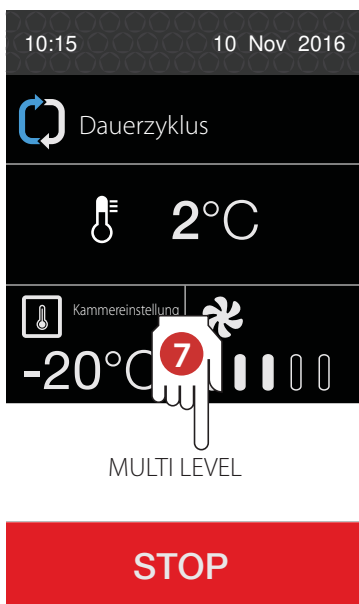 10:15 10 Nov 2016
Dauerzyklus
2°C
Kammereinstellung
-20°C
7
MULTI LEVEL
STOP